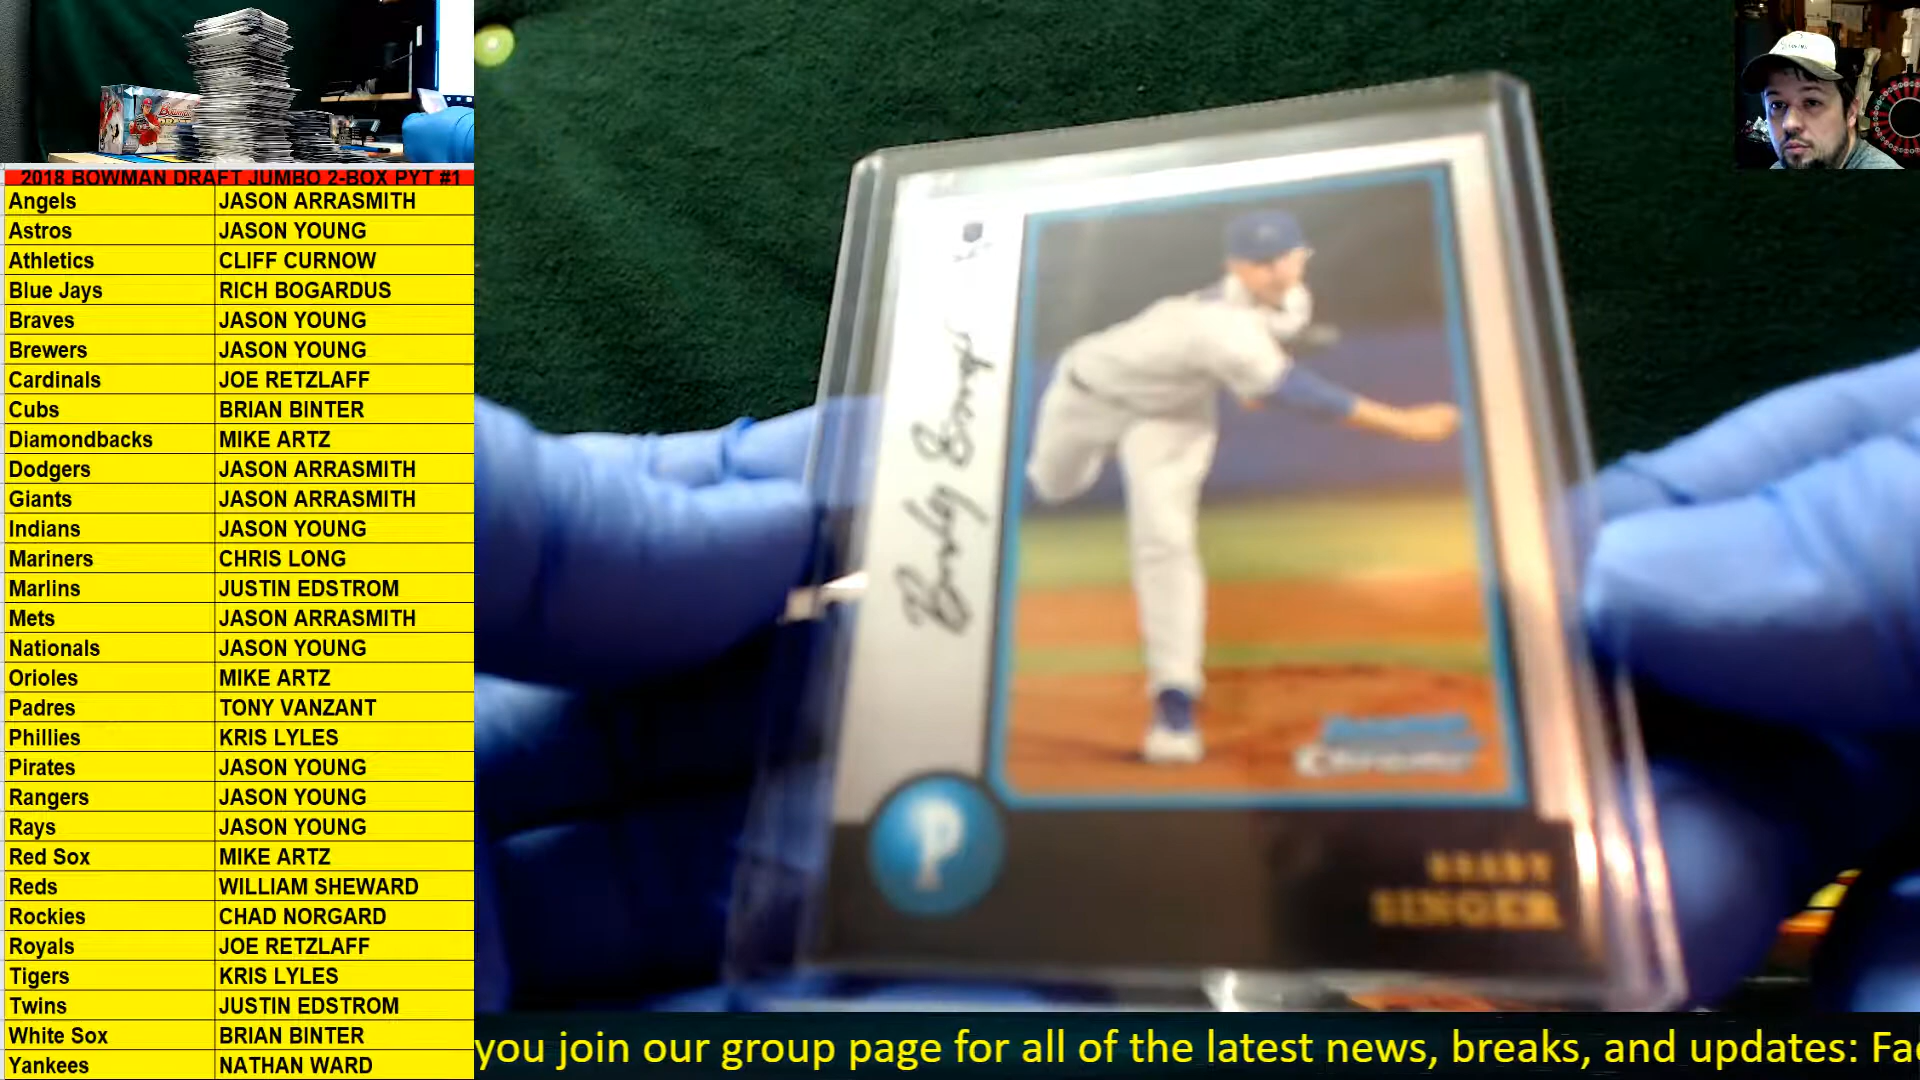 2018 BOWMAN DRAFT JUMBO 2-BOX PYT #1
Angels JASON ARRASMITH
Astros JASON YOUNG
Athletics CLIFF CURNOW
Blue Jays RICH BOGARDUS
Braves JASON YOUNG
Brewers JASON YOUNG
Cardinals JOE RETZLAFF
Cubs BRIAN BINTER
Diamondbacks MIKE ARTZ
Dodgers JASON ARRASMITH
Giants JASON ARRASMITH
Indians JASON YOUNG
Mariners CHRIS LONG
Marlins JUSTIN EDSTROM
Mets JASON ARRASMITH
Nationals JASON YOUNG
Orioles MIKE ARTZ
Padres TONY VANZANT
Phillies KRIS LYLES
Pirates JASON YOUNG
Rangers JASON YOUNG
Rays JASON YOUNG
Red Sox MIKE ARTZ
Reds WILLIAM SHEWARD
Rockies CHAD NORGARD
Royals JOE RETZLAFF
Tigers KRIS LYLES
Twins JUSTIN EDSTROM
White Sox BRIAN BINTER
Yankees NATHAN WARD
Chrome
P
BRADY
SINGER
you join our group page for all of the latest news, breaks, and updates: Fac